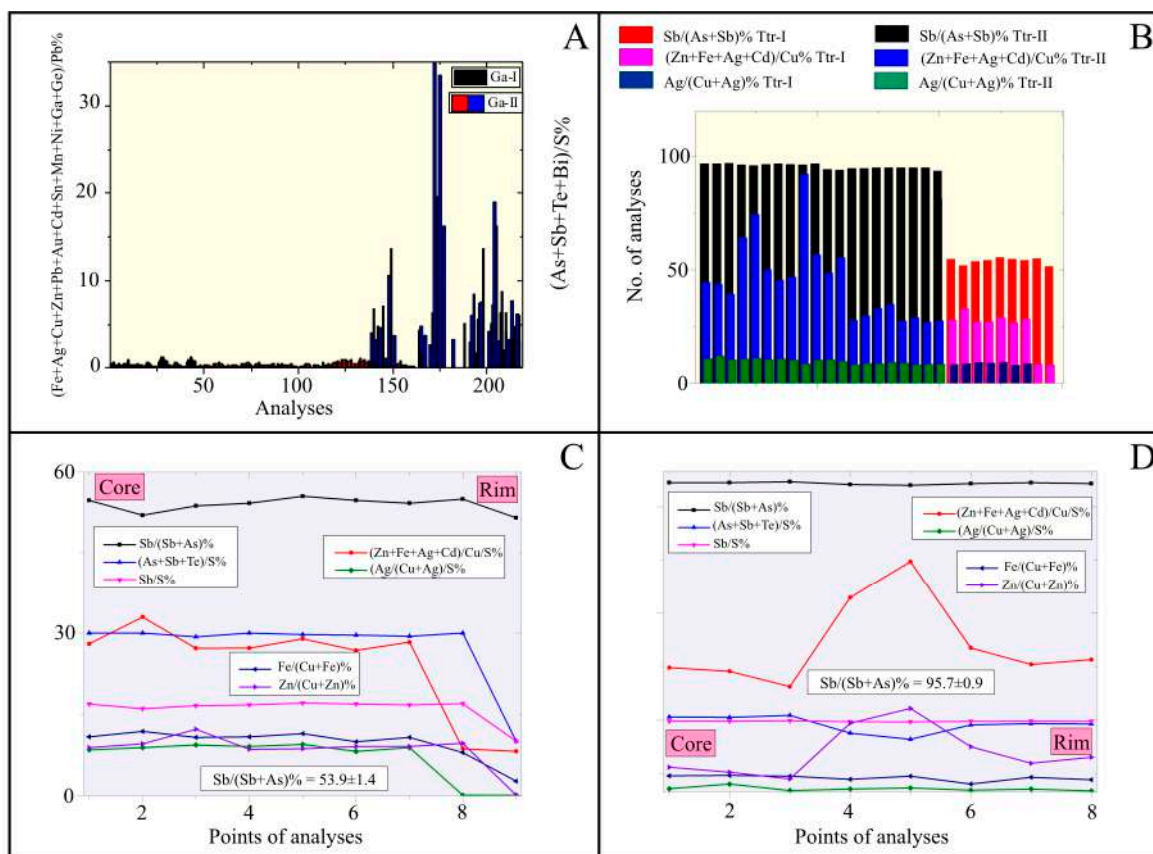 A
(Fe+Ag+Cu+Zn+Pb+Au+Cd+Sn+Mn+Ni+Ga+Ge)/Pb%
30
20
10
0
50
100
150
200
Analyses
Ga-I
Ga-II
(As+Sb+Te+Bi)/S%
B
Sb/(As+Sb)% Ttr-I
Sb/(As+Sb)% Ttr-II
(Zn+Fe+Ag+Cd)/Cu% Ttr-I
(Zn+Fe+Ag+Cd)/Cu% Ttr-II
Ag/(Cu+Ag)% Ttr-I
Ag/(Cu+Ag)% Ttr-II
No. of analyses
100
50
0
C
60
30
0
Core
Rim
Sb/(Sb+As)%
(As+Sb+Te)/S%
Sb/S%
(Zn+Fe+Ag+Cd)/Cu/S%
(Ag/(Cu+Ag)/S%
Fe/(Cu+Fe)%
Zn/(Cu+Zn)%
Sb/(Sb+As)% = 53.9±1.4
2
4
6
8
Points of analyses
D
Sb/(Sb+As)%
(As+Sb+Te)/S%
Sb/S%
(Zn+Fe+Ag+Cd)/Cu/S%
(Ag/(Cu+Ag)/S%
Fe/(Cu+Fe)%
Zn/(Cu+Zn)%
Sb/(Sb+As)% = 95.7±0.9
Core
Rim
2
4
6
8
Points of analyses